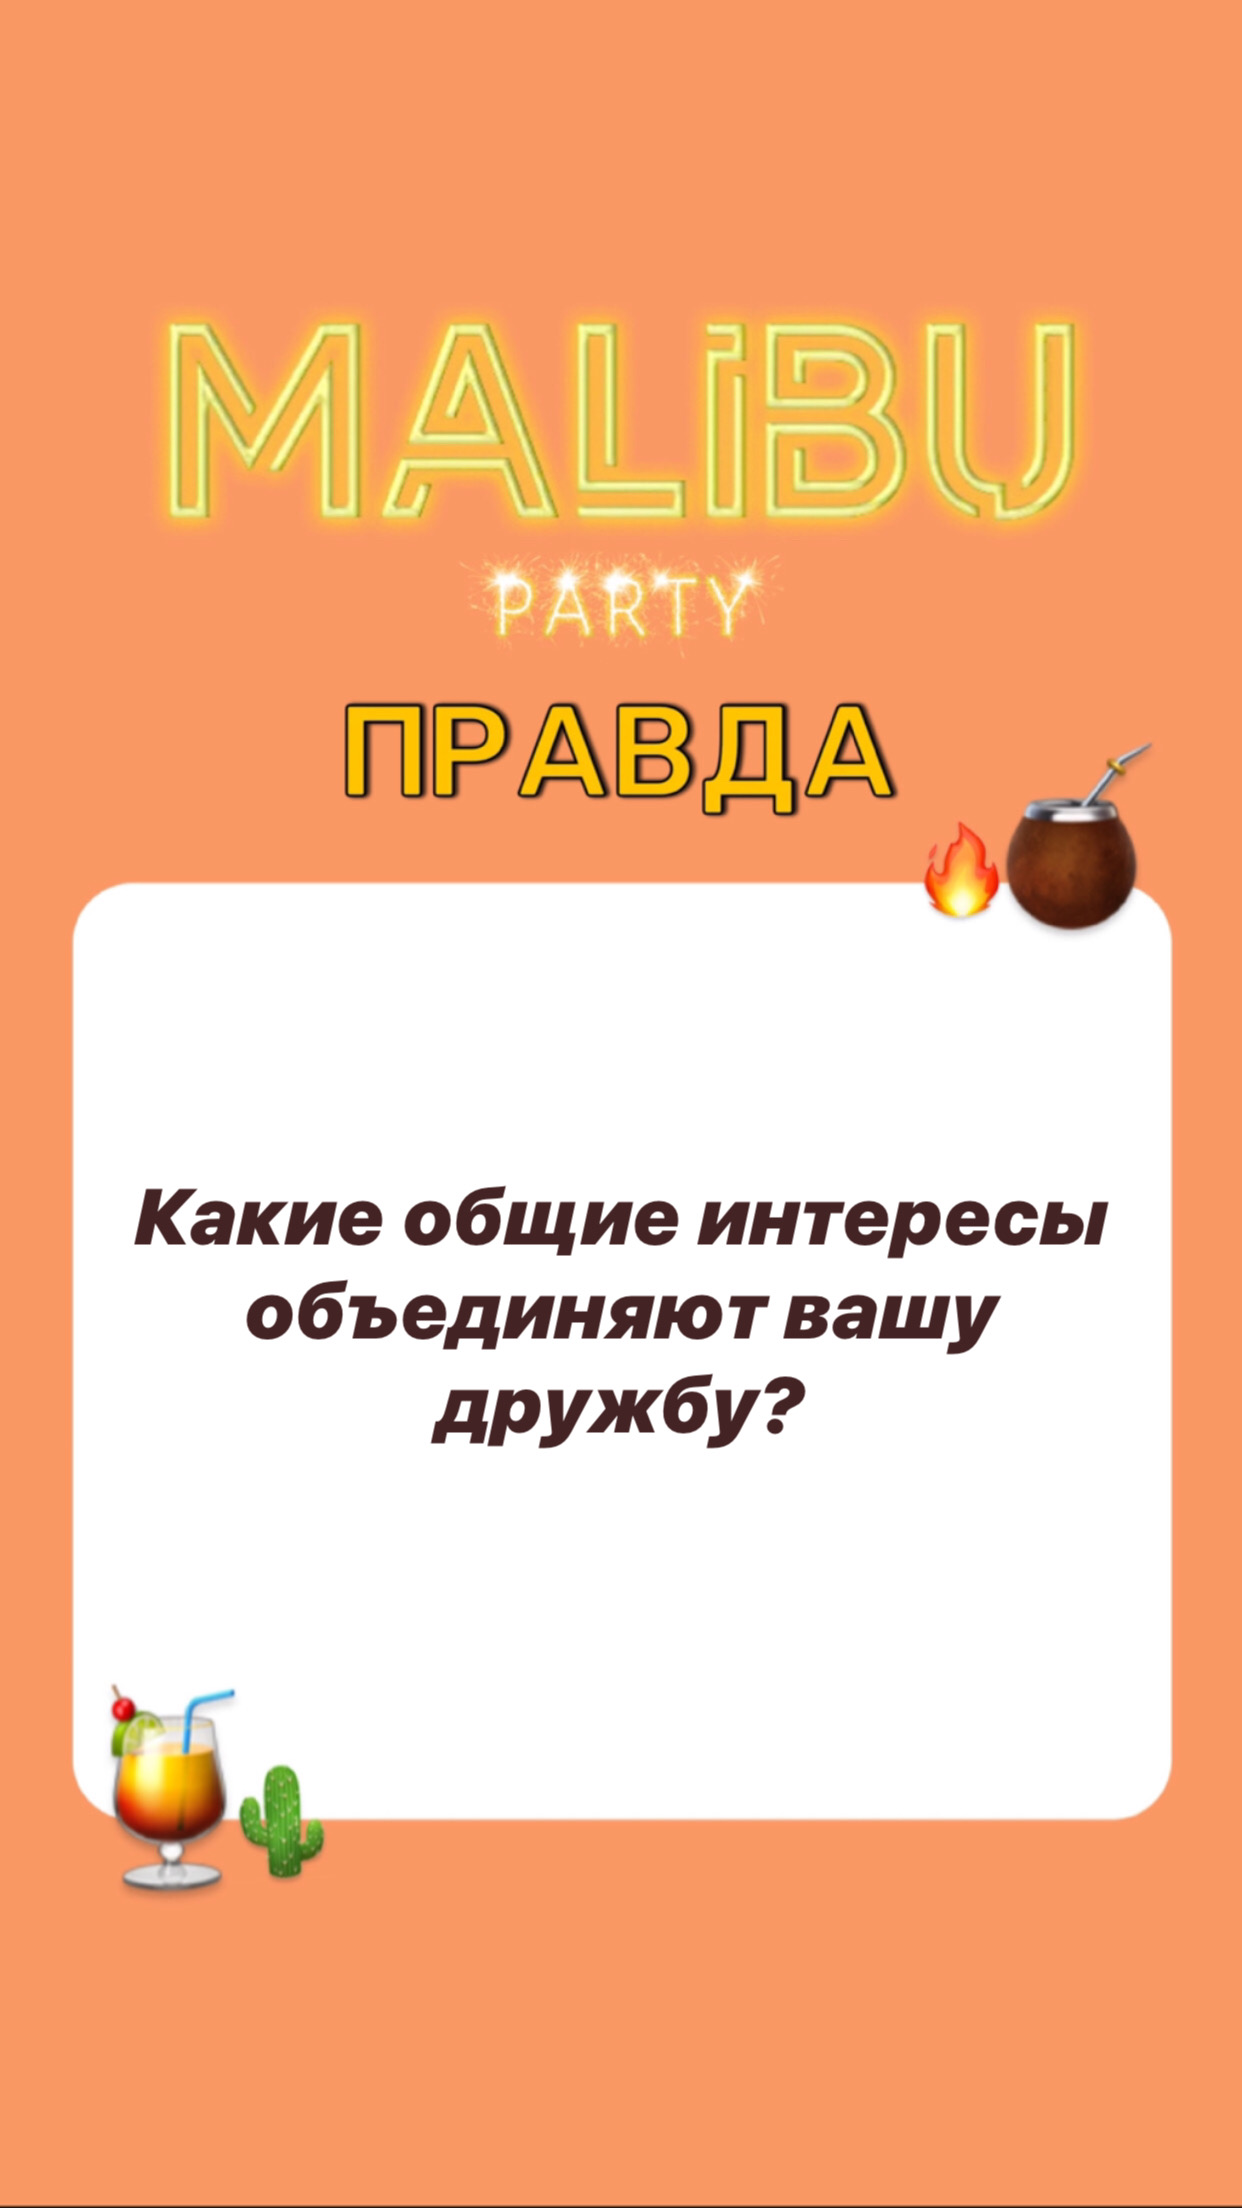 MALiBU
PARTY
ПРАВДА
Какие общие интересы
объединяют вашу
дружбу?